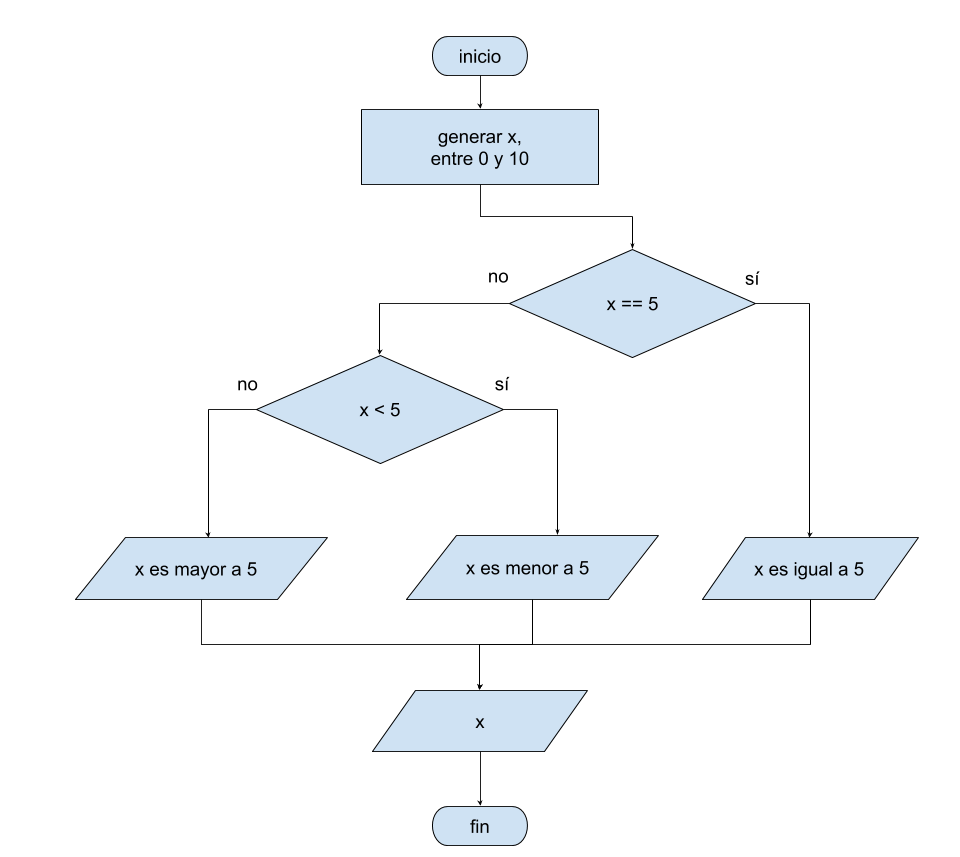 inicio
generar x,
entre 0 y 10
no
sí
x == 5
no
sí
x < 5
x es mayor a 5
x es menor a 5
x es igual a 5
x
fin